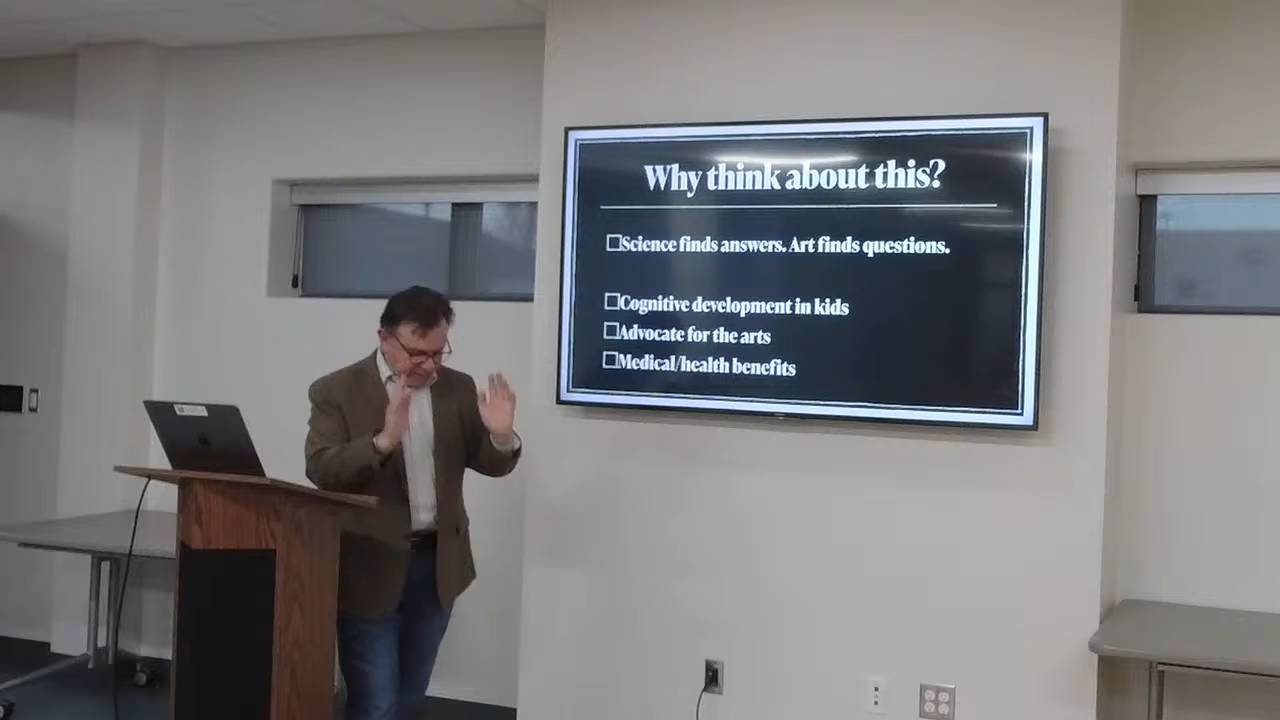 Why think about this?
☐Science finds answers. Art finds questions.
☐Cognitive development in kids
☐Advocate for the arts
☐Medical/health benefits